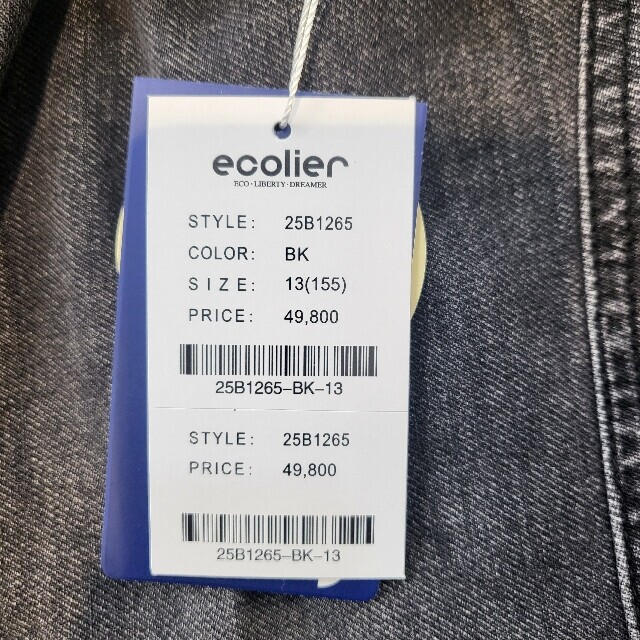 ecolier
ECO·LIBERTY·DREAMER
STYLE: 25B1265
COLOR: BK
SIZE: 13(155)
PRICE: 49,800
25B1265-BK-13
STYLE: 25B1265
PRICE: 49,800
25B1265-BK-13